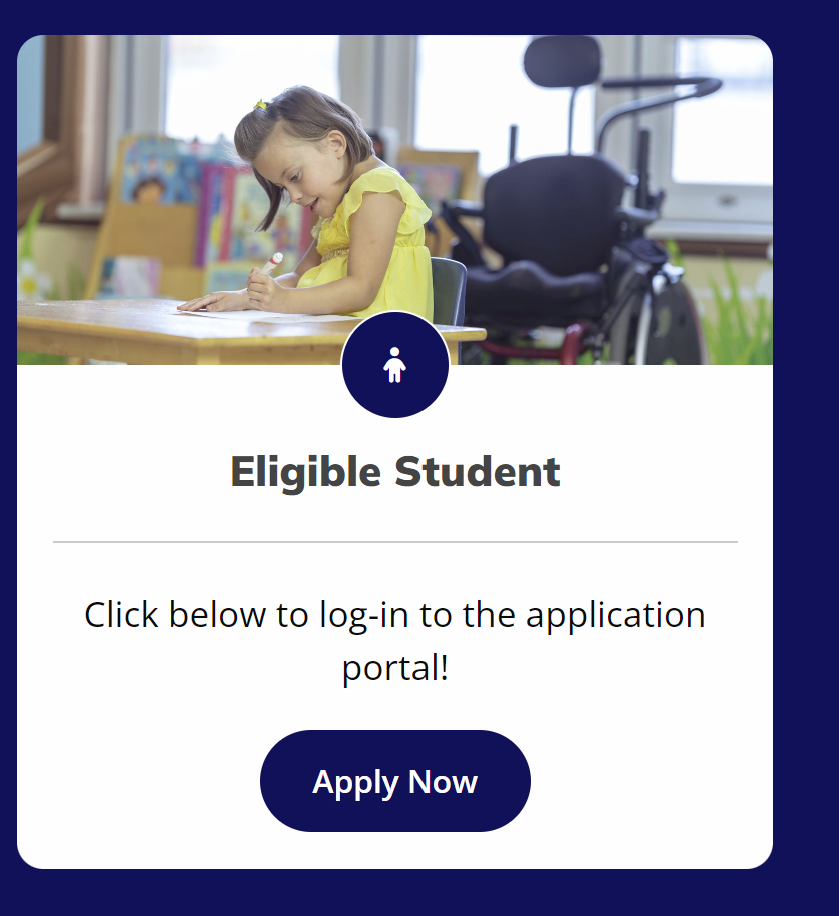 Eligible Student
Click below to log-in to the application
portal!
Apply Now